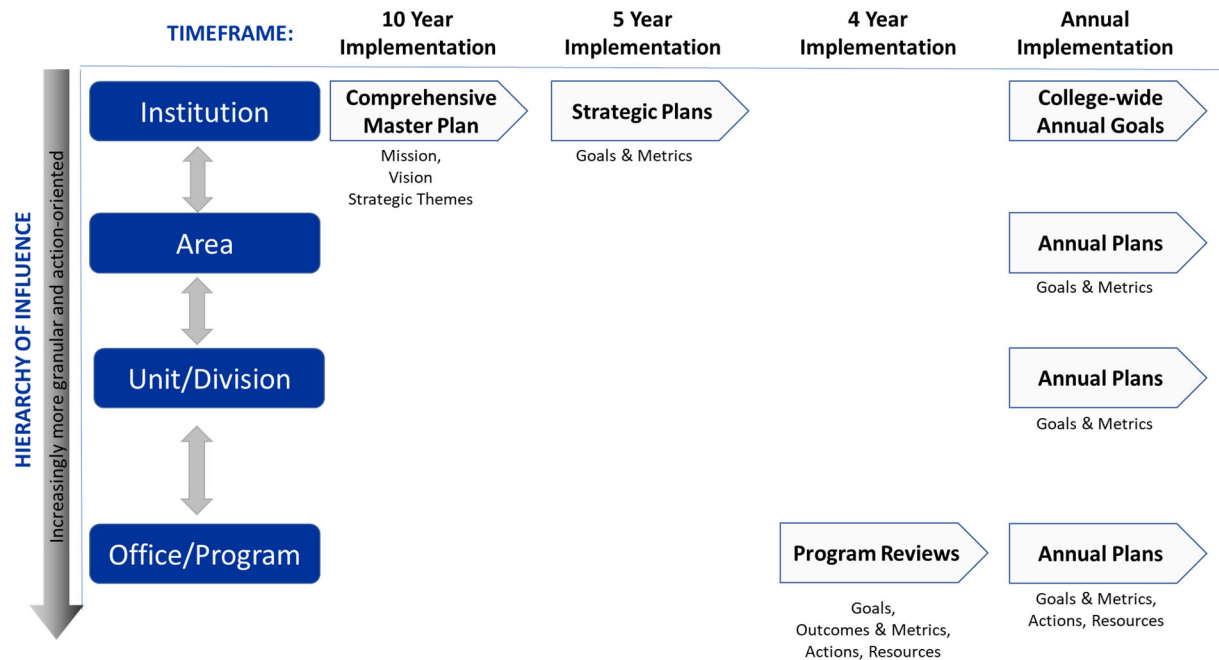 TIMEFRAME:
10 Year
Implementation
5 Year
Implementation
4 Year
Implementation
Annual
Implementation
HIERARCHY OF INFLUENCE
Increasingly more granular and action-oriented
Institution
Comprehensive
Master Plan
Mission,
Vision
Strategic Themes
Strategic Plans
Goals & Metrics
College-wide
Annual Goals
Area
Annual Plans
Goals & Metrics
Unit/Division
Annual Plans
Goals & Metrics
Office/Program
Program Reviews
Goals,
Outcomes & Metrics,
Actions, Resources
Annual Plans
Goals & Metrics,
Actions, Resources